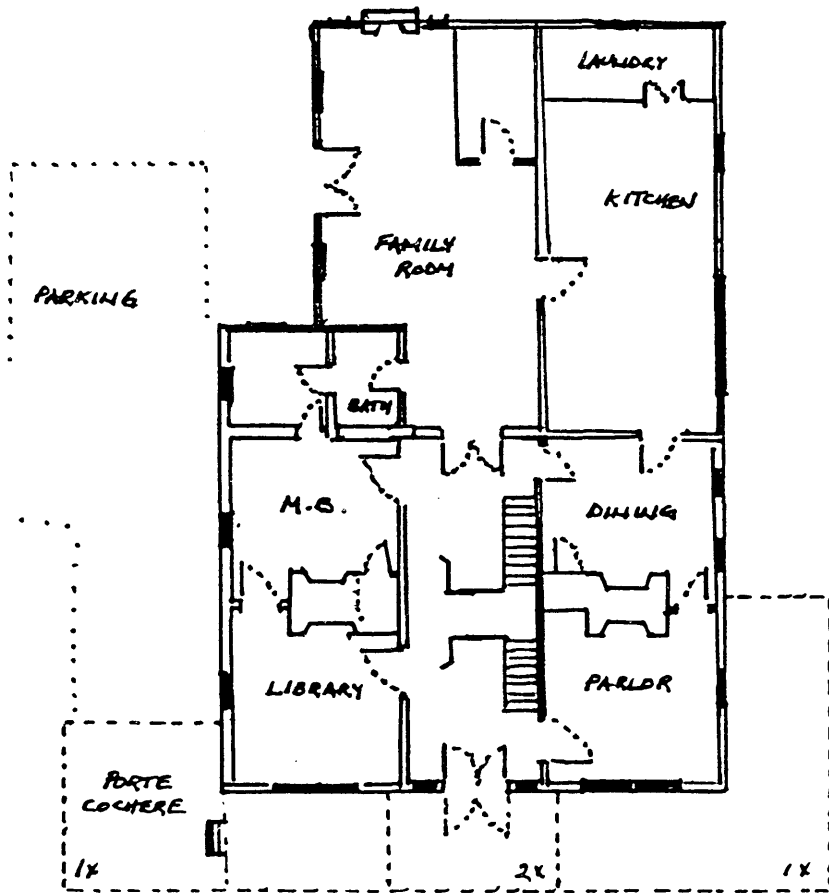 LAUNDRY
KITCHEN
FAMILY
ROOM
PARKING
BATH
M.B.
DINING
LIBRARY
PARLOR
PORTE
COCHERE
1X
2X
1X